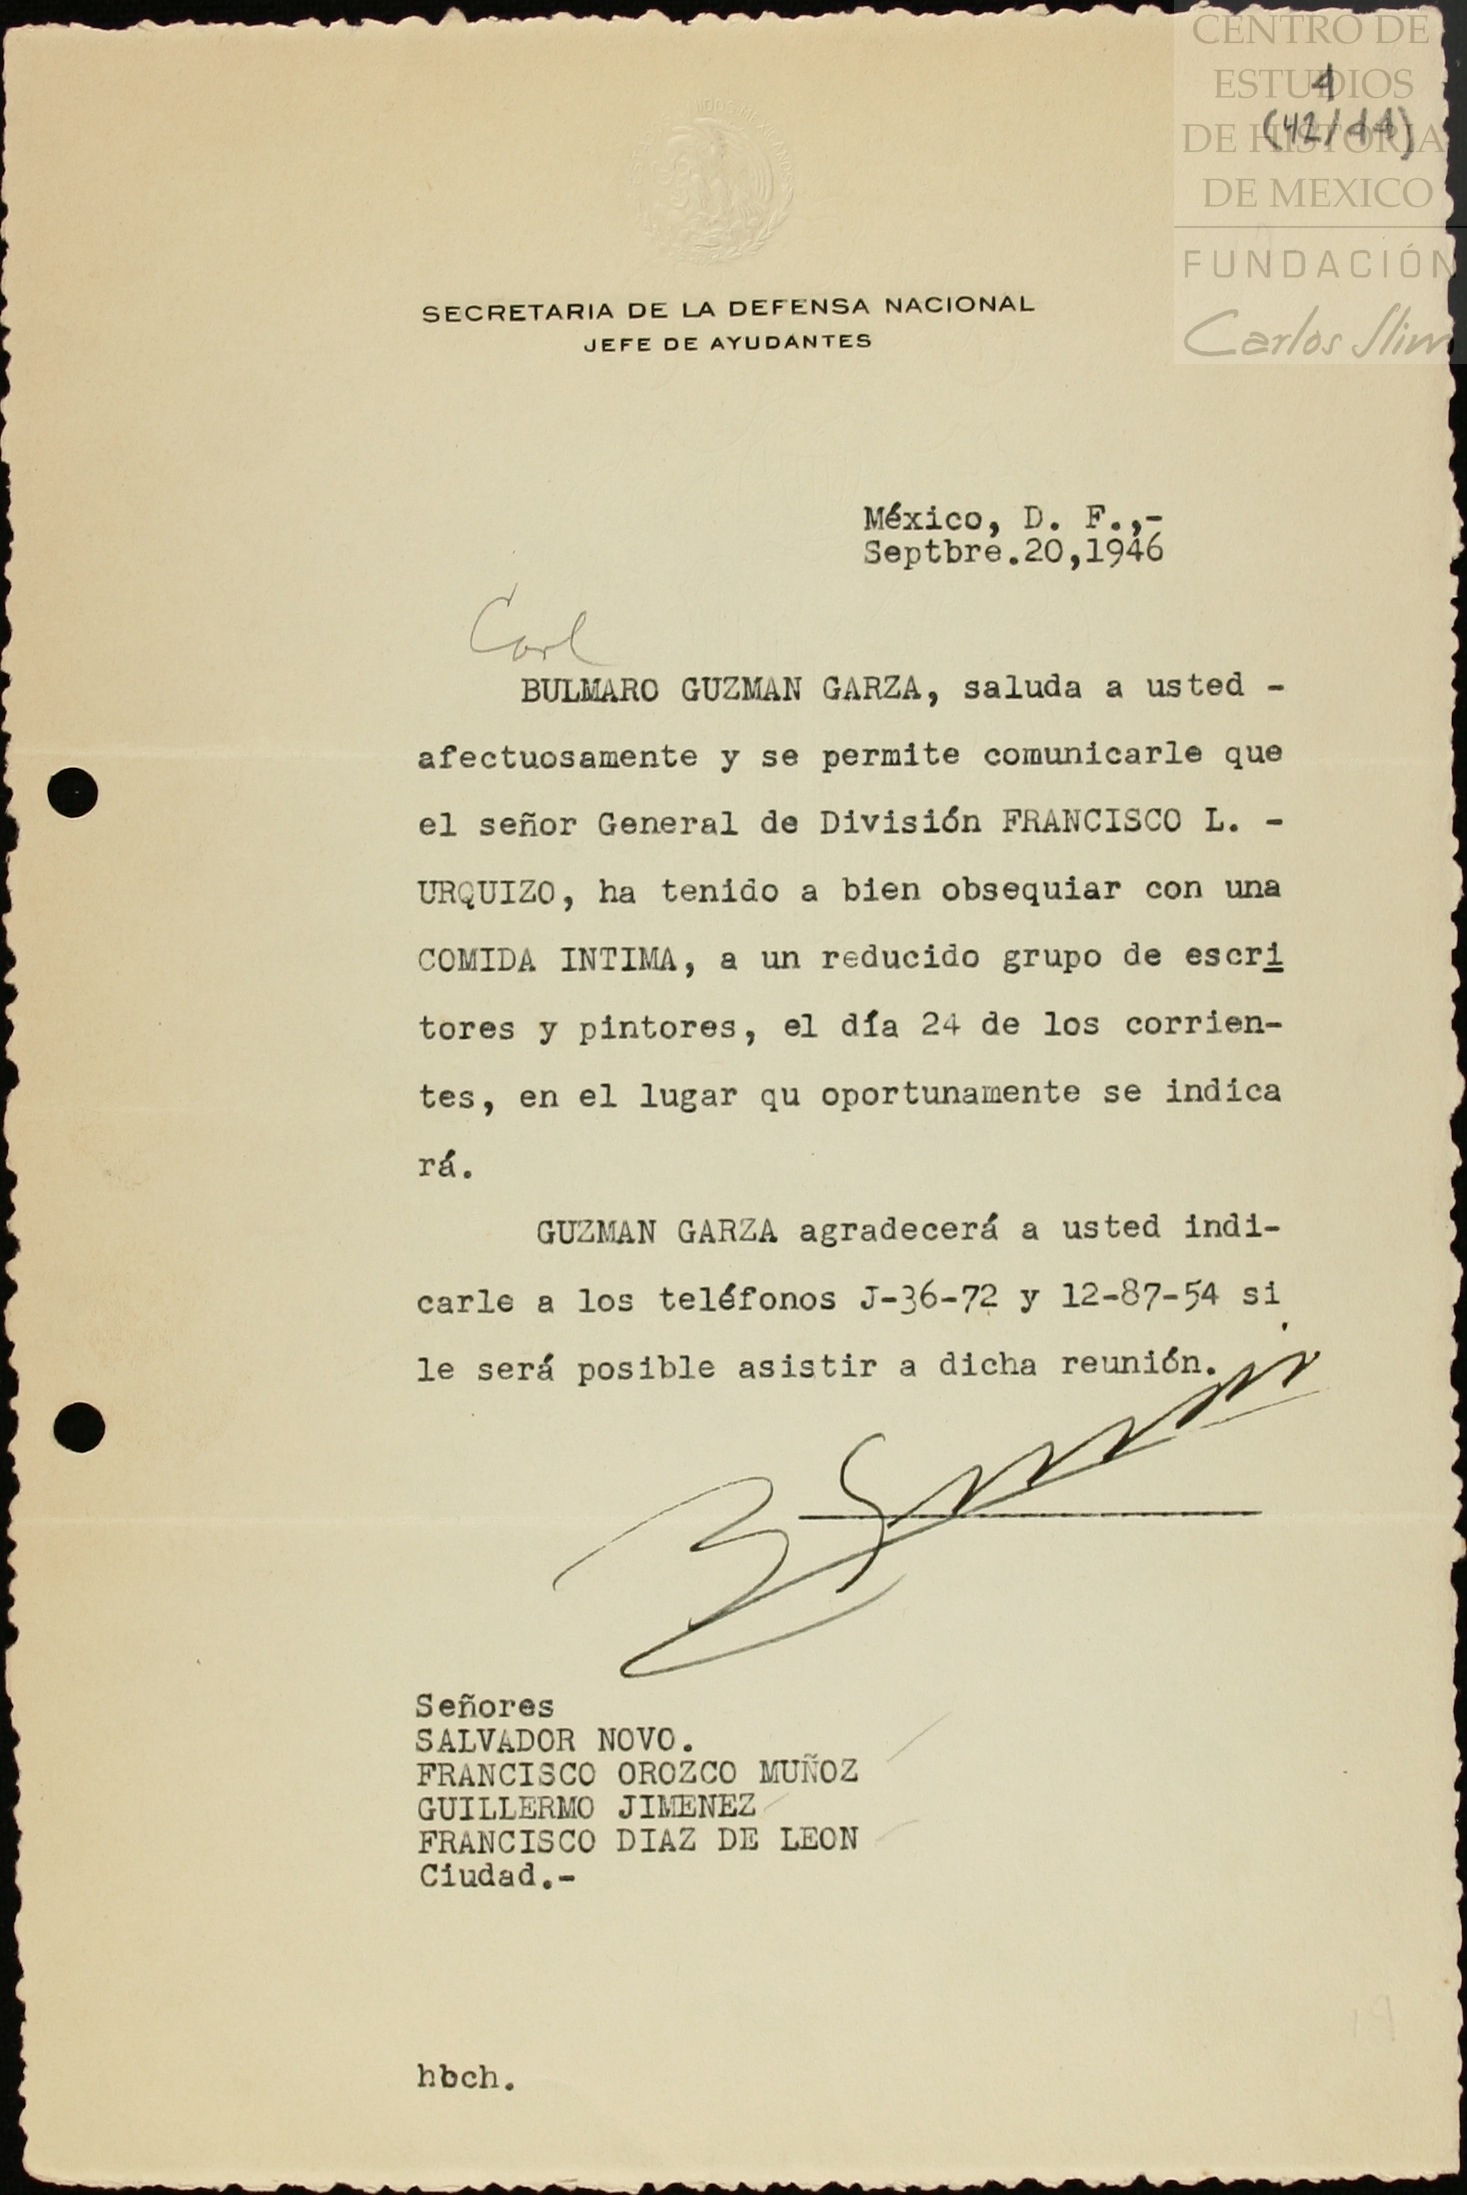 CENTRO DE
ESTUDIOS
DE HISTORIA
DE MEXICO
FUNDACIÓN
Carlos Slim
SECRETARIA DE LA DEFENSA NACIONAL
JEFE DE AYUDANTES
México, D. F.,-
Septbre.20,1946
BULMARO GUZMAN GARZA, saluda a usted -
afectuosamente y se permite comunicarle que
el señor General de División FRANCISCO L. -
URQUIZO, ha tenido a bien obsequiar con una
COMIDA INTIMA, a un reducido grupo de escri
tores y pintores, el día 24 de los corrien-
tes, en el lugar qu oportunamente se indica
rá.
GUZMAN GARZA agradecerá a usted indi-
carle a los teléfonos J-36-72 y 12-87-54 si
le será posible asistir a dicha reunión.
Señores
SALVADOR NOVO.
FRANCISCO OROZCO MUÑOZ
GUILLERMO JIMENEZ
FRANCISCO DIAZ DE LEON
Ciudad.-
hbch.